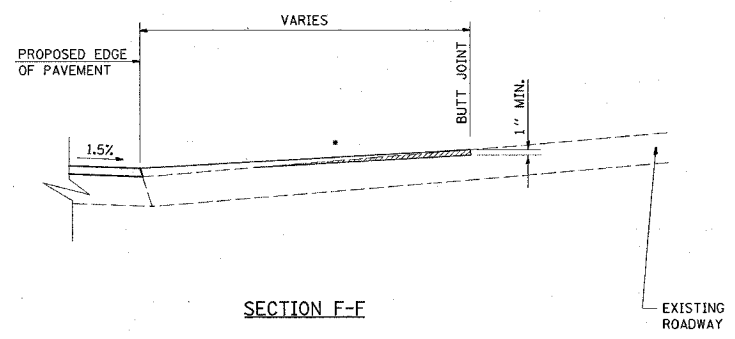 VARIES
PROPOSED EDGE
OF PAVEMENT
BUTT JOINT
1" MIN.
1.5%
*
SECTION F-F
EXISTING
ROADWAY